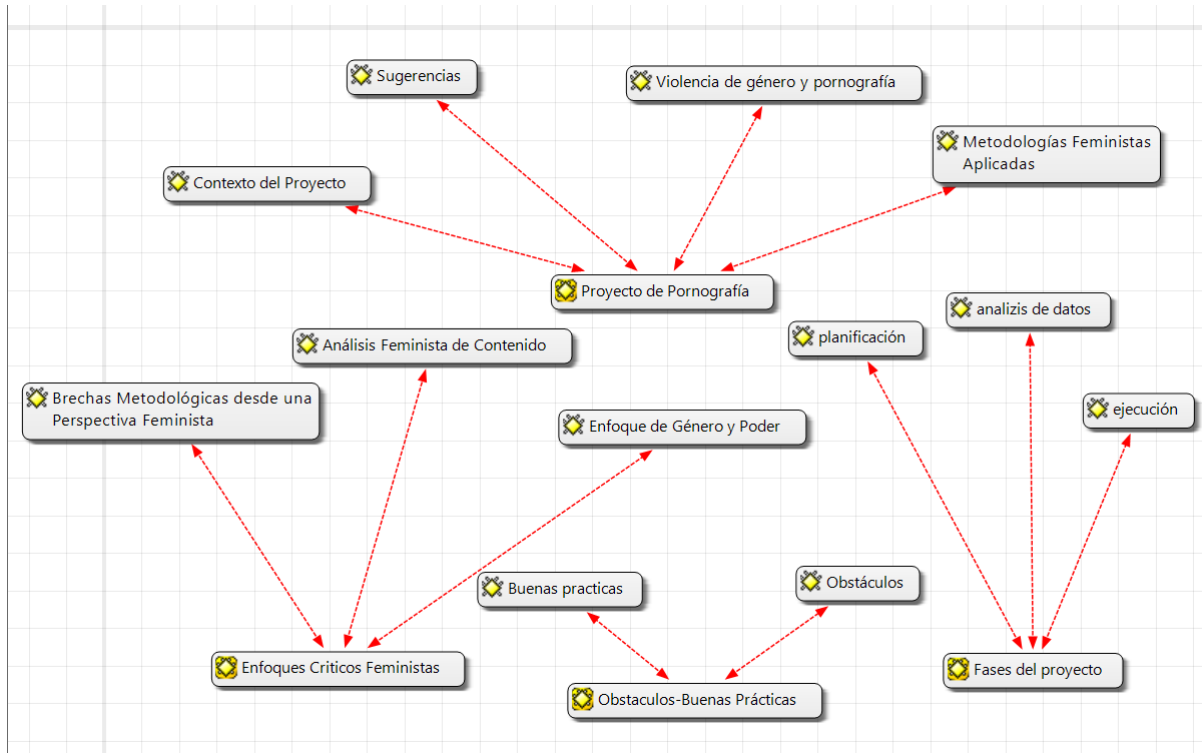 Sugerencias
Violencia de género y pornografía
Metodologías Feministas
Aplicadas
Contexto del Proyecto
Proyecto de Pornografía
analizis de datos
planificación
Análisis Feminista de Contenido
Brechas Metodológicas desde una
Perspectiva Feminista
ejecución
Enfoque de Género y Poder
Buenas practicas
Obstáculos
Enfoques Criticos Feministas
Fases del proyecto
Obstaculos-Buenas Prácticas